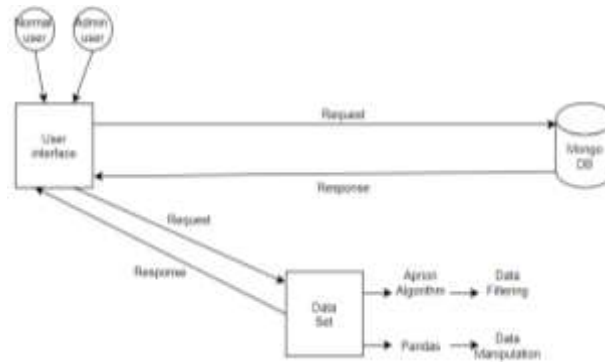 Normal
user
Admin
user
User
interface
Request
Mongo
DB
Response
Request
Response
Data
Set
Apriori
Algorithm
Data
Filtering
Pandas
Data
Manipulation